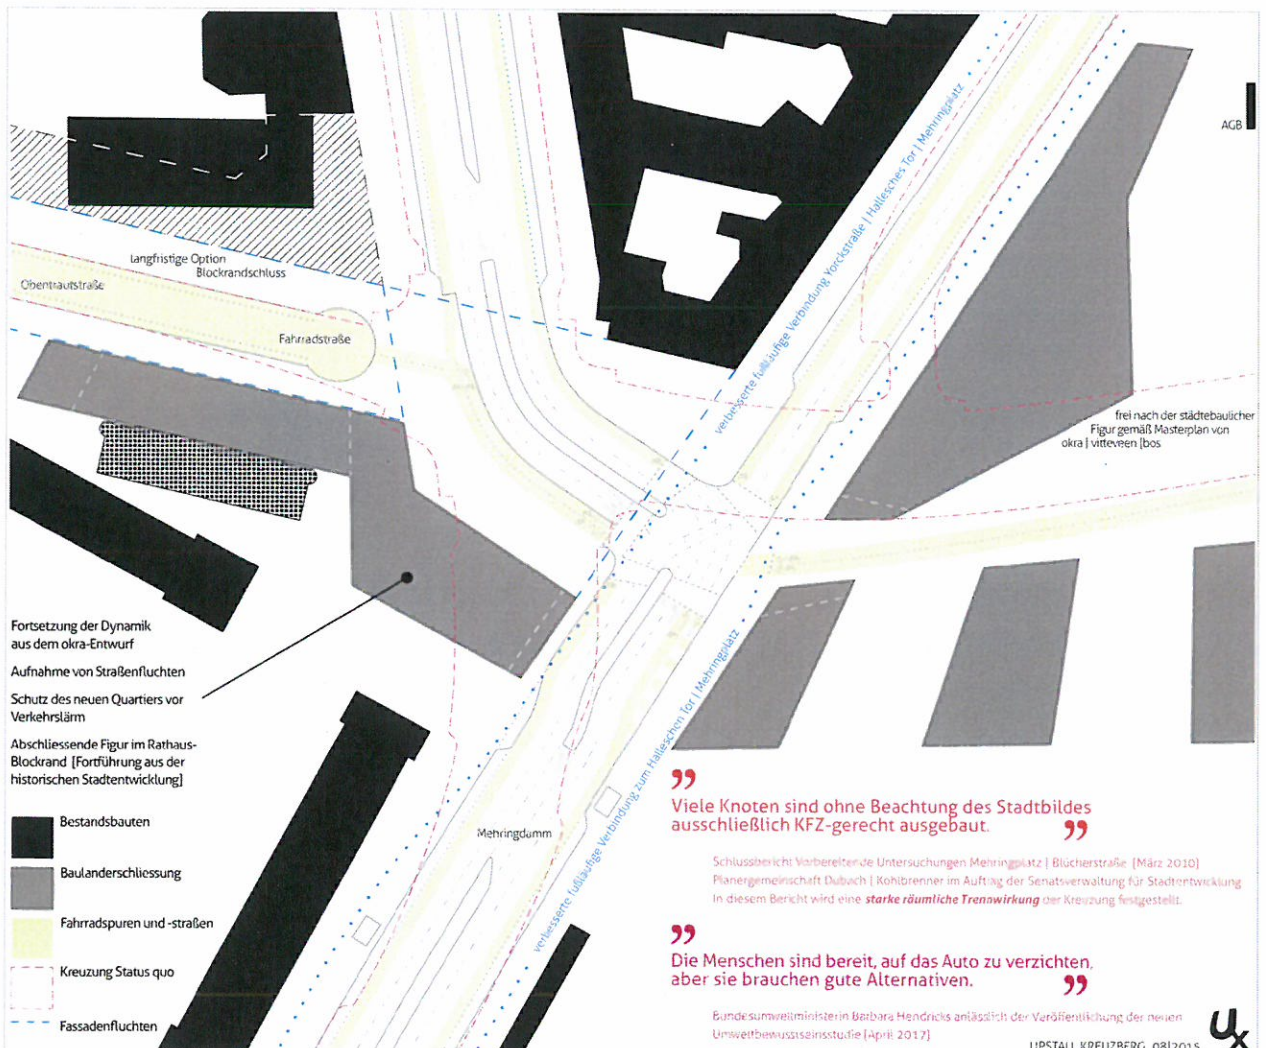 AGB
verbesserte fußläufige Verbindung Yorckstraße | Hallesches Tor | Mehringplatz
langfristige Option
Blockrandschluss
Obentrautstraße
Fahrradstraße
frei nach der städtebaulicher
Figur gemäß Masterplan von
okra | vitteveen [bos
Fortsetzung der Dynamik
aus dem okra-Entwurf
Aufnahme von Straßenfluchten
Schutz des neuen Quartiers vor
Verkehrslärm
Abschliessende Figur im Rathaus-
Blockrand [Fortführung aus der
historischen Stadtentwicklung]
verbesserte fußläufige Verbindung zum Halleschen Tor | Mehringplatz
Mehringdamm
Bestandsbauten
Baulanderschliessung
Fahrradspuren und -straßen
Kreuzung Status quo
Fassadenfluchten
”
Viele Knoten sind ohne Beachtung des Stadtbildes
ausschließlich KFZ-gerecht ausgebaut. ”
Schlussbericht Vorbereitende Untersuchungen Mehringplatz | Blücherstraße [März 2010]
Planergemeinschaft Dubach | Kohlbrenner im Auftrag der Senatsverwaltung für Stadtentwicklung
In diesem Bericht wird eine starke räumliche Trennwirkung der Kreuzung festgestellt.
”
Die Menschen sind bereit, auf das Auto zu verzichten,
aber sie brauchen gute Alternativen. ”
Bundesumweltministerin Barbara Hendricks anlässlich der Veröffentlichung der neuen
Umweltbewusstseinsstudie [April 2017]
ux
UPSTALL KREUZBERG 08|2015